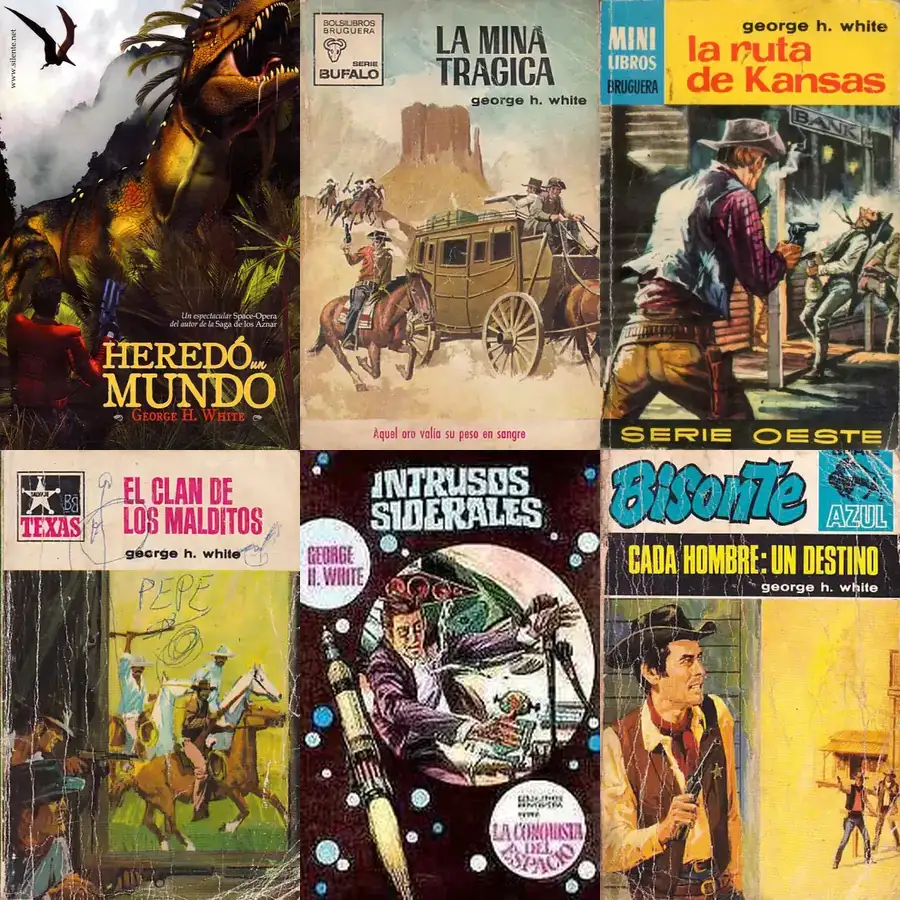 www.silente.net
Un espectacular Space-Opera
del autor de la Saga de los Aznar
HEREDÓ un
MUNDO
GEORGE H. WHITE
BOLSILIBROS
BRUGUERA
SERIE
BUFALO
LA MINA
TRAGICA
george h. white
Aquel oro valía su peso en sangre
MINI
LIBROS
BRUGUERA
george h. white
la ruta
de Kansas
BANK
SERIE OESTE
SALVAJE
TEXAS
EL CLAN DE
LOS MALDITOS
george h. white
PEPE
INTRUSOS
SIDERALES
GEORGE
H. WHITE
LA CONQUISTA
DEL
ESPACIO
BISONTE
AZUL
CADA HOMBRE: UN DESTINO
george h. white